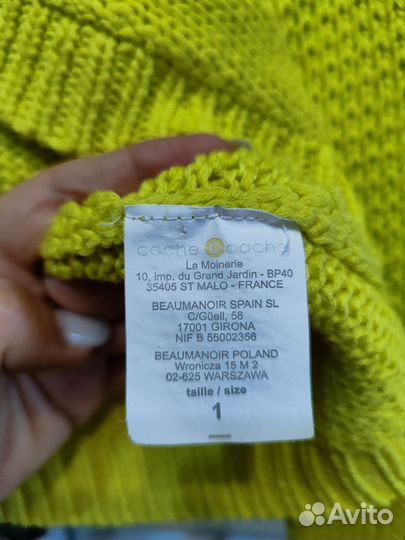 cache cache
La Moinerie
10, imp. du Grand Jardin - BP40
35405 ST MALO - FRANCE
BEAUMANOIR SPAIN SL
C/Güell, 58
17001 GIRONA
NIF B 55002356
BEAUMANOIR POLAND
Wronicza 15 M 2
02-625 WARSZAWA
taille / size
1
Avito